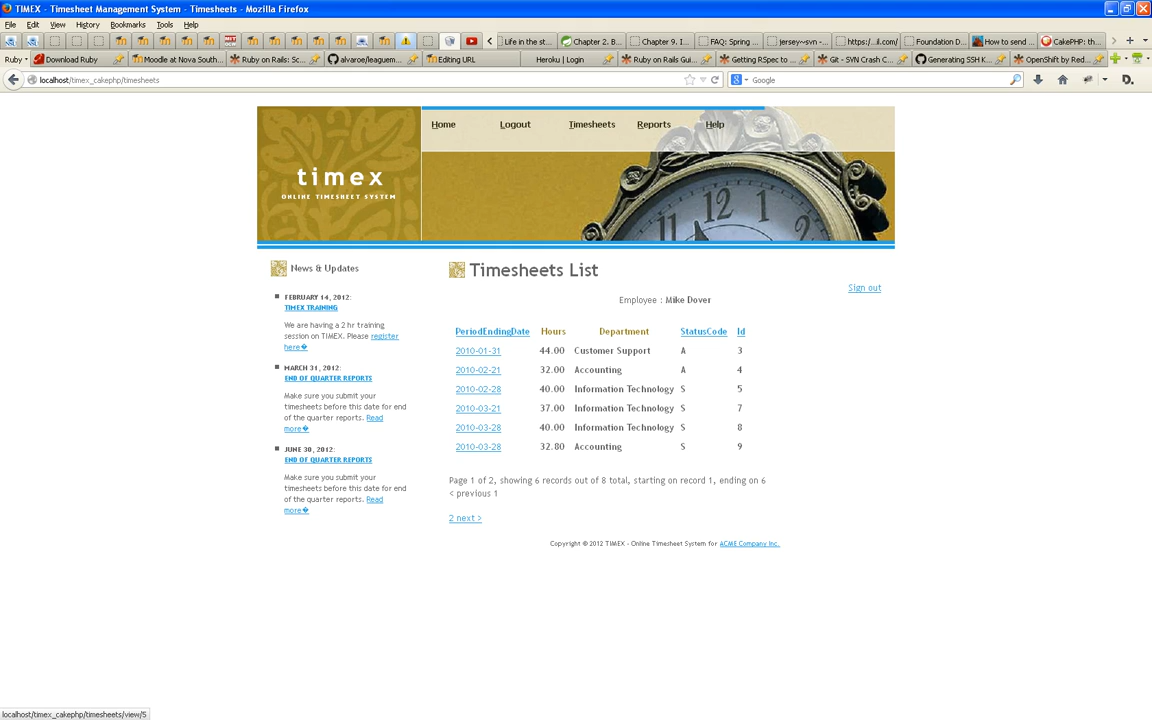 TIMEX - Timesheet Management System - Timesheets - Mozilla Firefox
File Edit View History Bookmarks Tools Help
Life in the st... Chapter 2. B... Chapter 9. I... FAQ: Spring ... jersey~svn -... https:/...il.com/ Foundation D... How to send ... CakePHP: th...
Ruby Download Ruby Moodle at Nova South... Ruby on Rails: Sc... alvaroe/leaguem... Editing URL Heroku | Login Ruby on Rails Gui... Getting RSpec to ... Git - SVN Crash C... Generating SSH K... OpenShift by Red...
localhost/timex_cakephp/timesheets Google D.
Home Logout Timesheets Reports Help
timex
ONLINE TIMESHEET SYSTEM
12 1
News & Updates
FEBRUARY 14, 2012:
TIMEX TRAINING
We are having a 2 hr training
session on TIMEX. Please register
here�
MARCH 31, 2012:
END OF QUARTER REPORTS
Make sure you submit your
timesheets before this date for end
of the quarter reports. Read
more�
JUNE 30, 2012:
END OF QUARTER REPORTS
Make sure you submit your
timesheets before this date for end
of the quarter reports. Read
more�
Timesheets List
Sign out
Employee : Mike Dover
PeriodEndingDate Hours Department StatusCode Id
2010-01-31 44.00 Customer Support A 3
2010-02-21 32.00 Accounting A 4
2010-02-28 40.00 Information Technology S 5
2010-03-21 37.00 Information Technology S 7
2010-03-28 40.00 Information Technology S 8
2010-03-28 32.80 Accounting S 9
Page 1 of 2, showing 6 records out of 8 total, starting on record 1, ending on 6
< previous 1
2 next >
Copyright © 2012 TIMEX - Online Timesheet System for ACME Company Inc.
localhost/timex_cakephp/timesheets/view/5